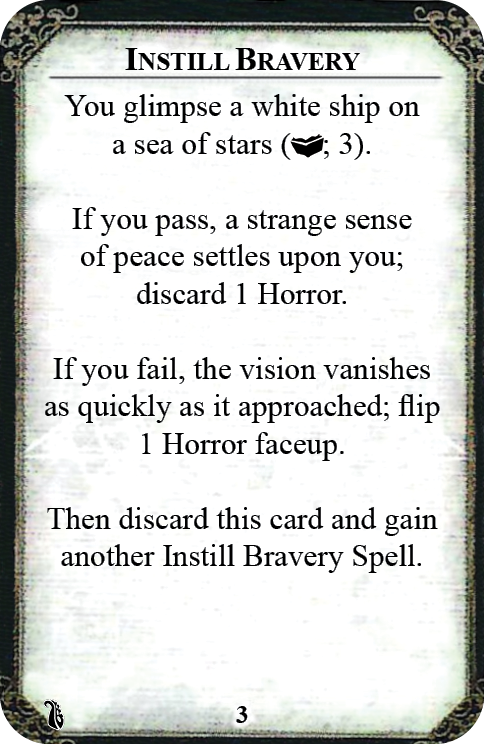 INSTILL BRAVERY
You glimpse a white ship on
a sea of stars (; 3).
If you pass, a strange sense
of peace settles upon you;
discard 1 Horror.
If you fail, the vision vanishes
as quickly as it approached; flip
1 Horror faceup.
Then discard this card and gain
another Instill Bravery Spell.
3